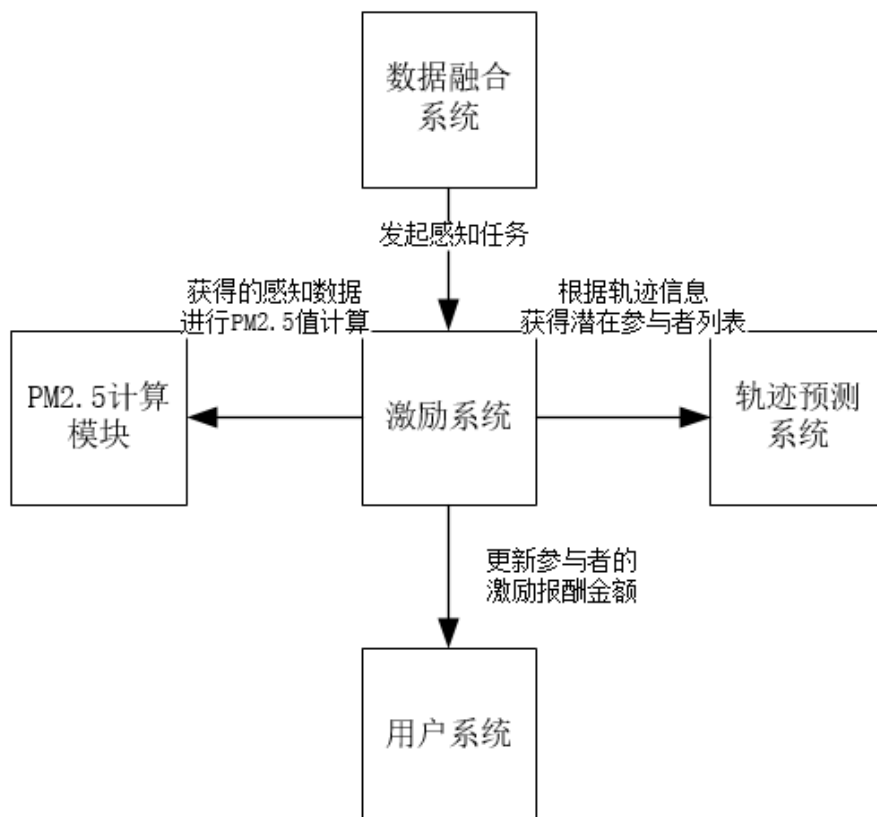 数据融合
系统
发起感知任务
获得的感知数据
进行PM2.5值计算
根据轨迹信息
获得潜在参与者列表
PM2.5计算
模块
激励系统
轨迹预测
系统
更新参与者的
激励报酬金额
用户系统